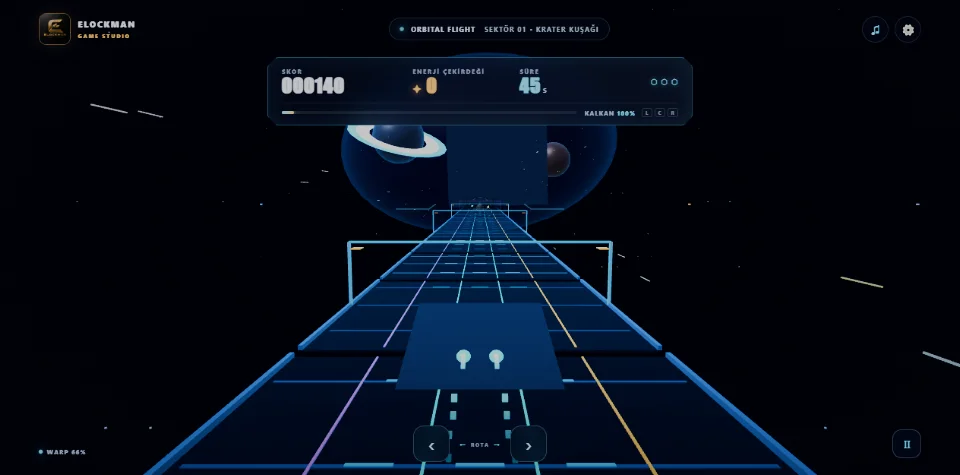 ELOCKMAN
GAME STUDIO
ORBITAL FLIGHT SEKTÖR 01 • KRATER KUŞAĞI
SKOR
000140
ENERJİ ÇEKİRDEĞİ
0
SÜRE
45 s
KALKAN 100% L C R
← ROTA →
WARP 66%